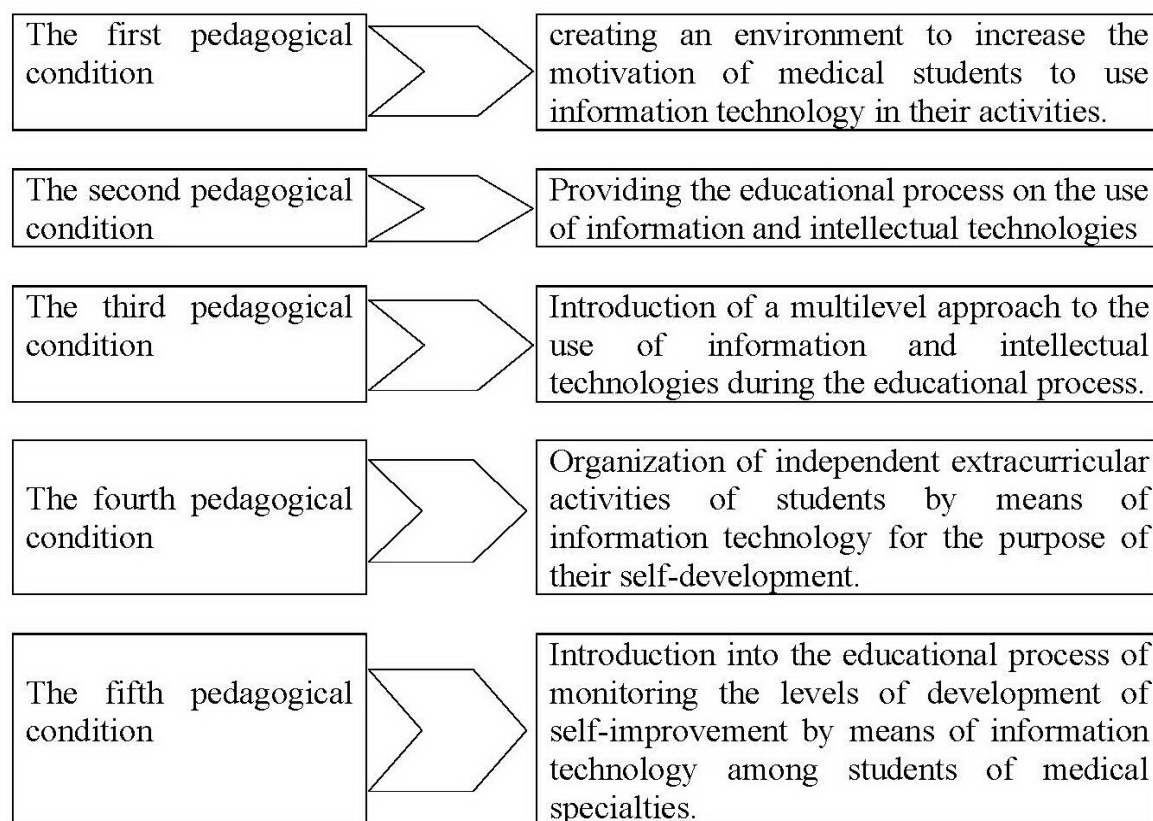 The first pedagogical
condition
creating an environment to increase the
motivation of medical students to use
information technology in their activities.
The second pedagogical
condition
Providing the educational process on the use
of information and intellectual technologies
The third pedagogical
condition
Introduction of a multilevel approach to the
use of information and intellectual
technologies during the educational process.
The fourth pedagogical
condition
Organization of independent extracurricular
activities of students by means of
information technology for the purpose of
their self-development.
The fifth pedagogical
condition
Introduction into the educational process of
monitoring the levels of development of
self-improvement by means of information
technology among students of medical
specialties.